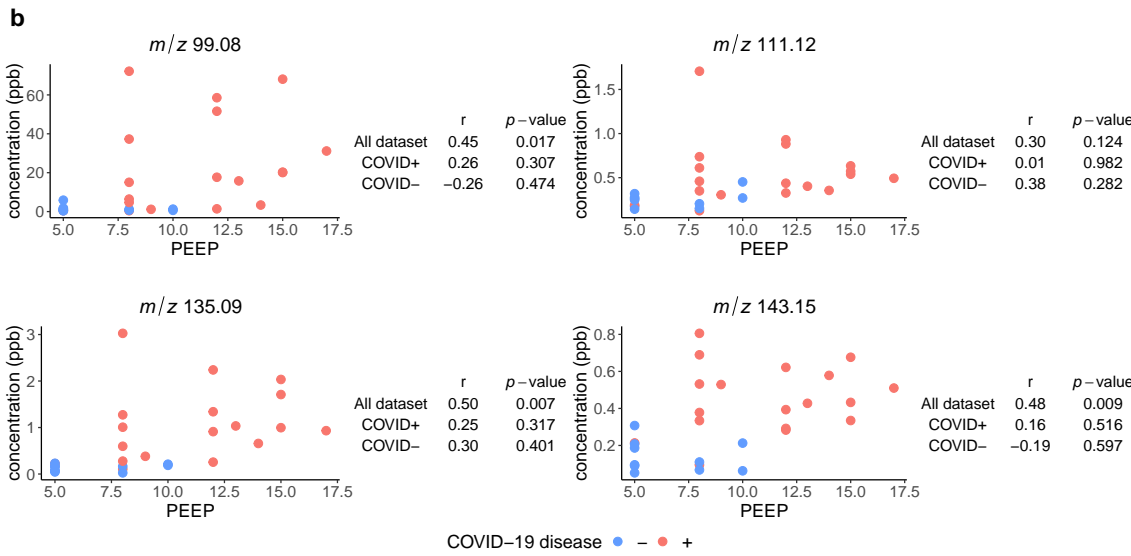 b
m/z 99.08
concentration (ppb)
60
40
20
0
5.0 7.5 10.0 12.5 15.0 17.5
PEEP
r p−value
All dataset 0.45 0.017
COVID+ 0.26 0.307
COVID− −0.26 0.474
m/z 111.12
concentration (ppb)
1.5
1.0
0.5
5.0 7.5 10.0 12.5 15.0 17.5
PEEP
r p−value
All dataset 0.30 0.124
COVID+ 0.01 0.982
COVID− 0.38 0.282
m/z 135.09
concentration (ppb)
3
2
1
0
5.0 7.5 10.0 12.5 15.0 17.5
PEEP
r p−value
All dataset 0.50 0.007
COVID+ 0.25 0.317
COVID− 0.30 0.401
m/z 143.15
concentration (ppb)
0.8
0.6
0.4
0.2
5.0 7.5 10.0 12.5 15.0 17.5
PEEP
r p−value
All dataset 0.48 0.009
COVID+ 0.16 0.516
COVID− −0.19 0.597
COVID−19 disease − +